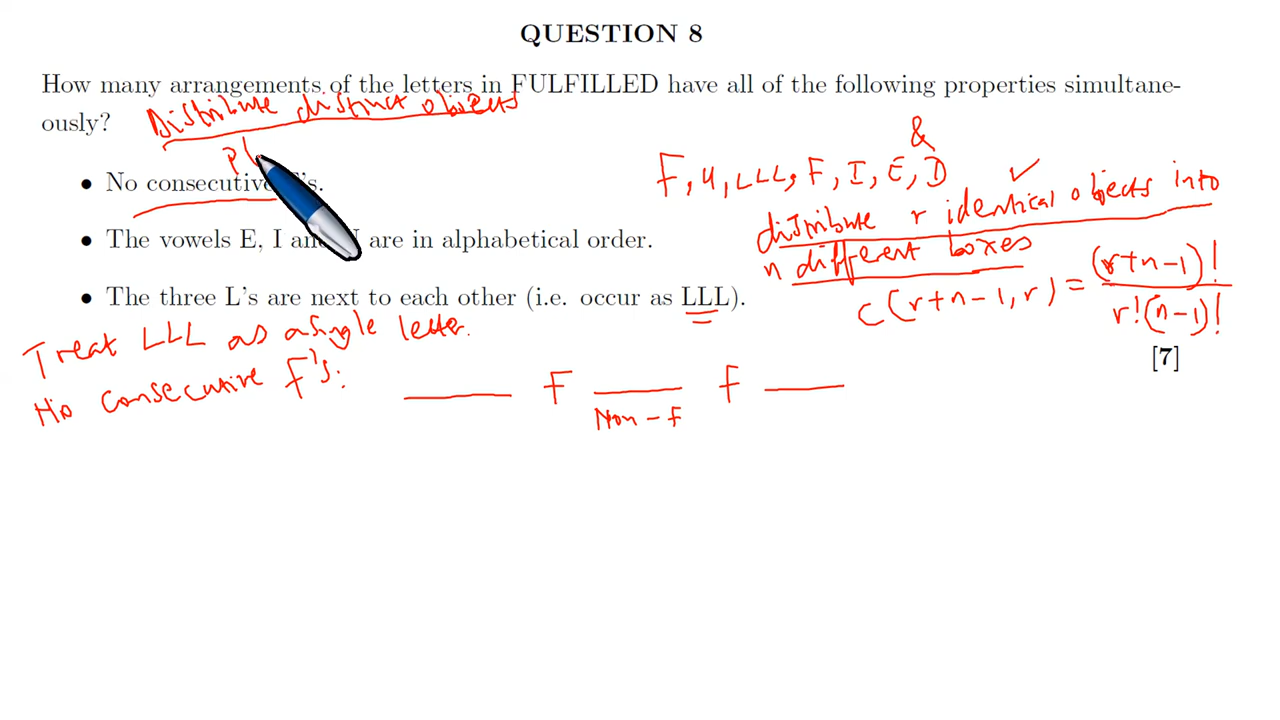 QUESTION 8
How many arrangements of the letters in FULFILLED have all of the following properties simultane-
ously?
Distribute distinct objects
P(
&
• No consecutive F's.
F, U, LLL, F, I, E, D ✓
distribute r identical objects into
n different boxes
• The vowels E, I and U are in alphabetical order.
• The three L's are next to each other (i.e. occur as LLL).
C(r+n-1, r) = (r+n-1)! / r!(n-1)!
[7]
Treat LLL as a single letter.
No consecutive F's: ____ F ____ F ____
Non-F